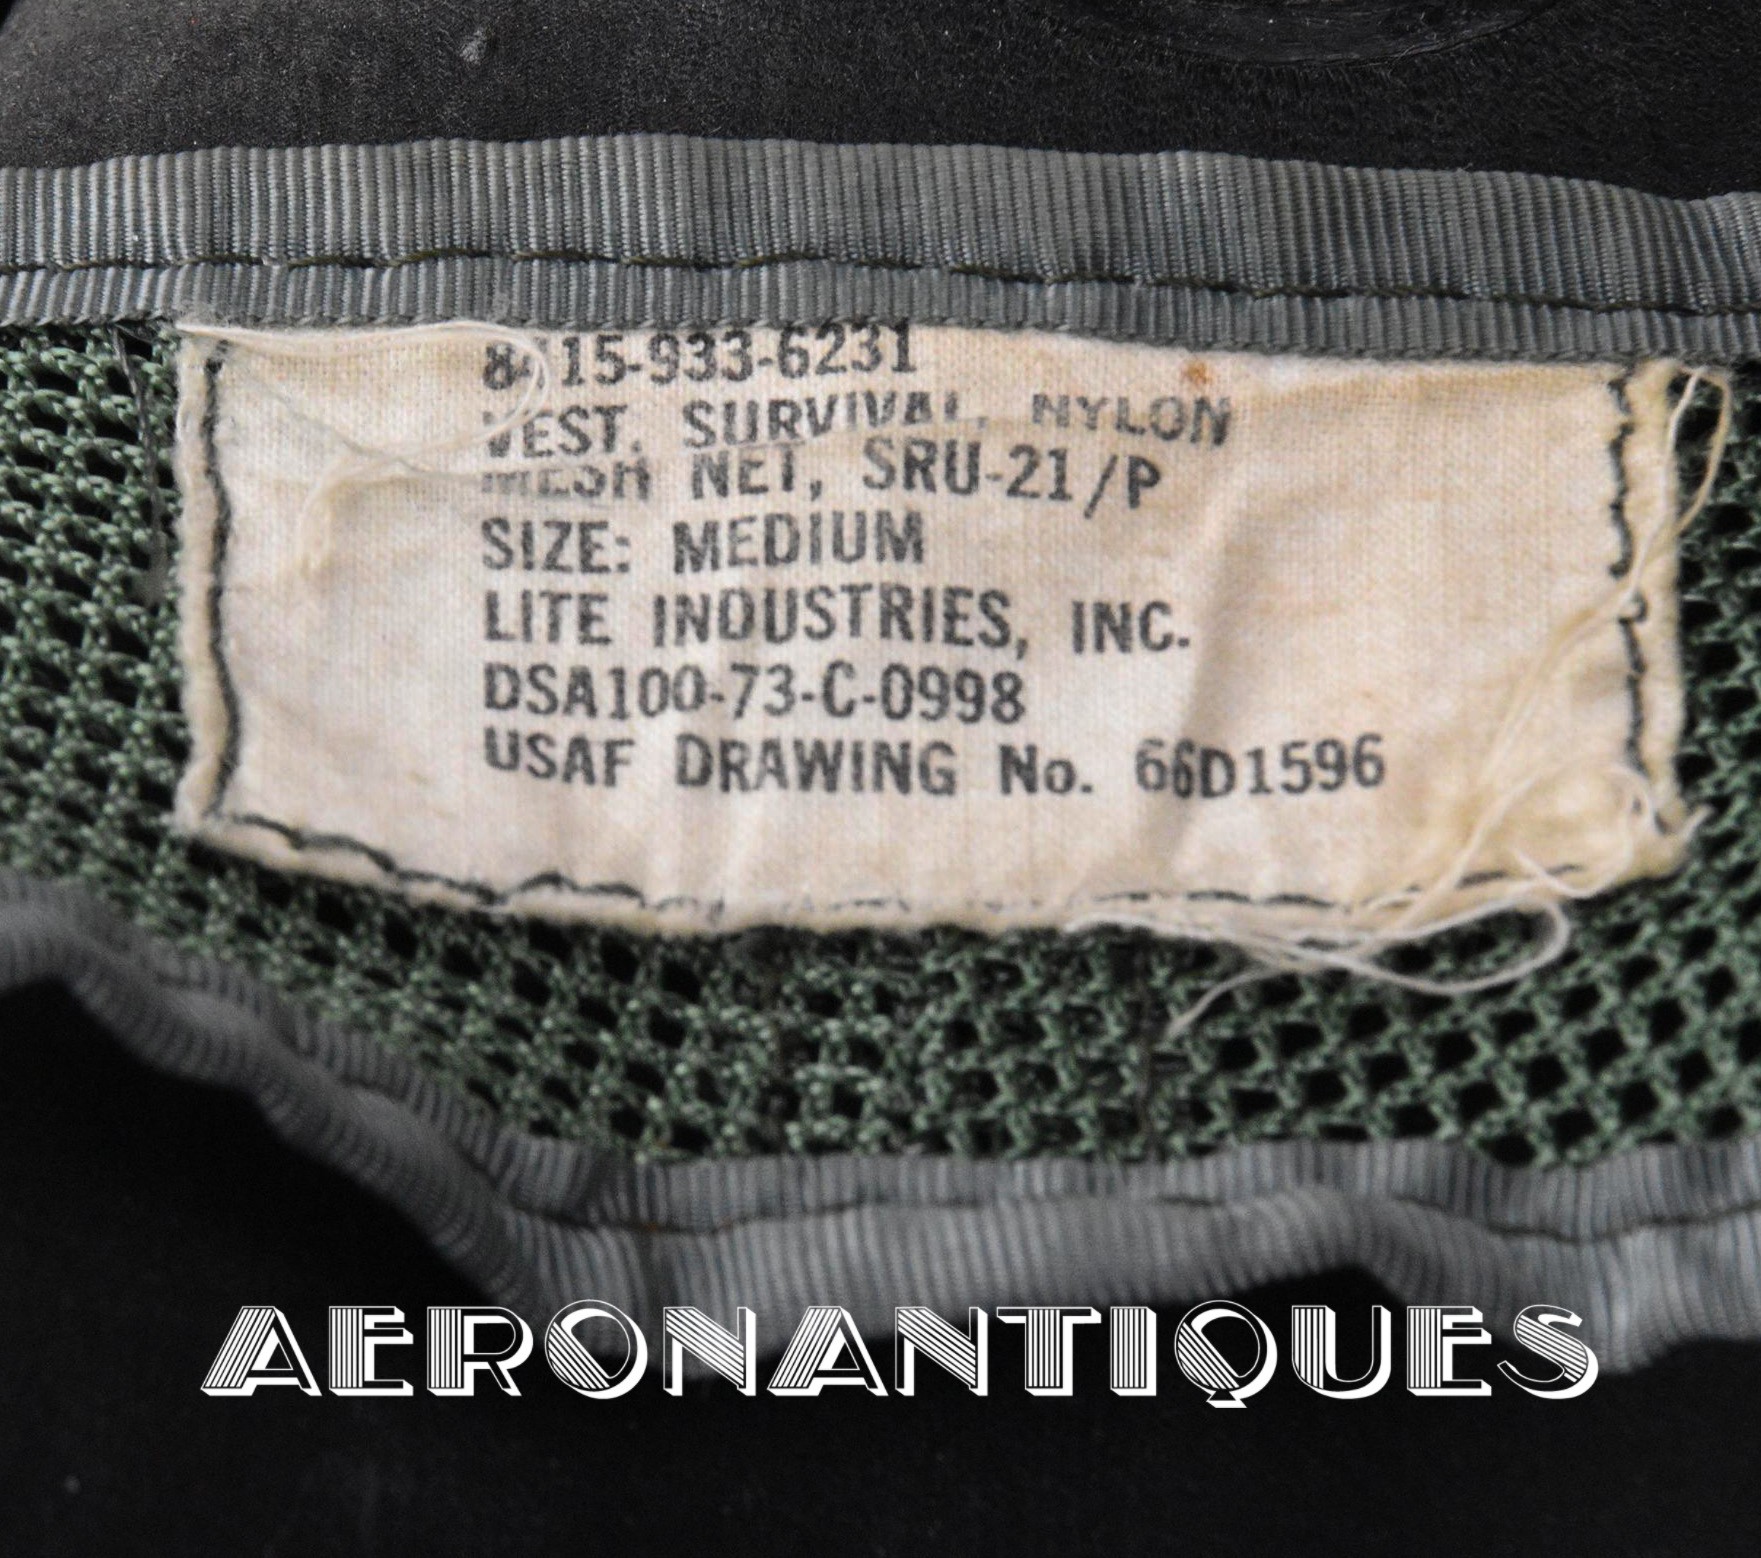 8415-933-6231
VEST, SURVIVAL, NYLON
MESH NET, SRU-21/P
SIZE: MEDIUM
LITE INDUSTRIES, INC.
DSA100-73-C-0998
USAF DRAWING No. 66D1596
AERONANTIQUES